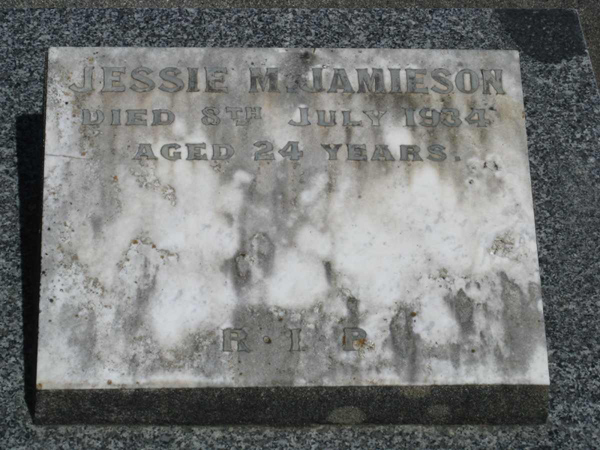 JESSIE M. JAMIESON
DIED 8TH JULY 1934
AGED 24 YEARS.
R. I. P.